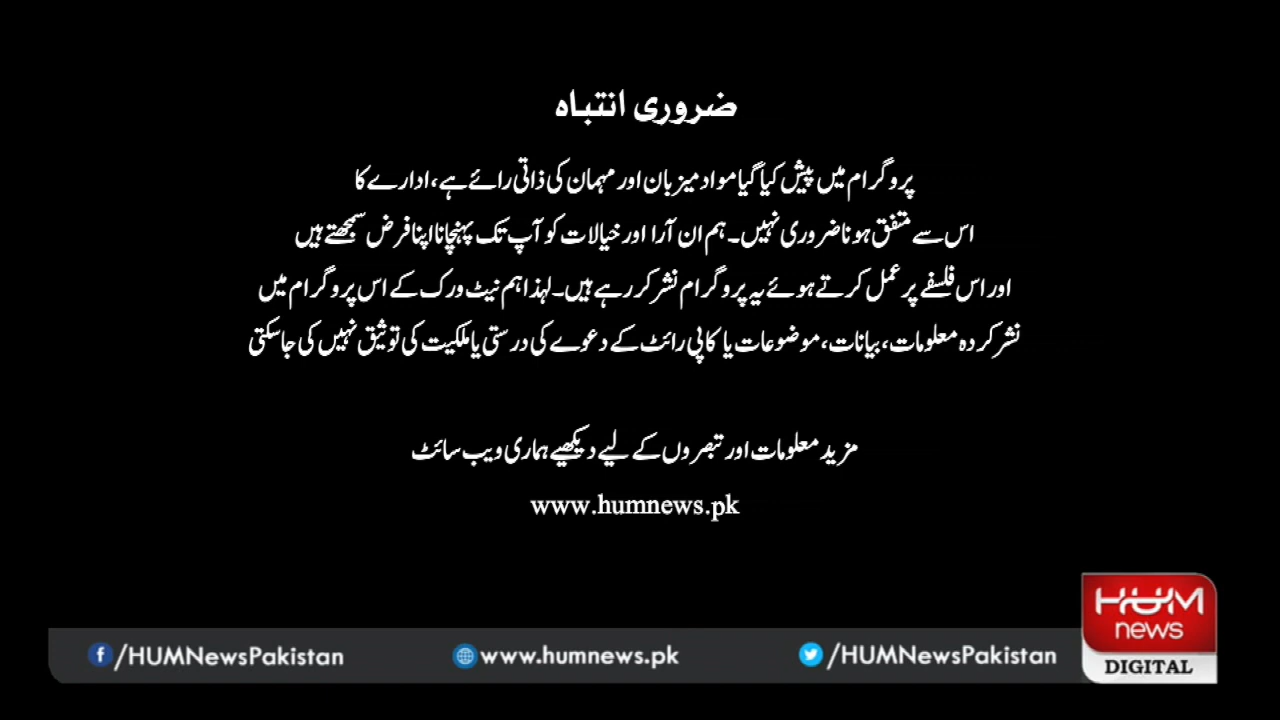 ضروری انتباہ
پروگرام میں پیش کیا گیا مواد میزبان اور مہمان کی ذاتی رائے ہے، ادارے کا
اس سے متفق ہونا ضروری نہیں۔ ہم ان آرا اور خیالات کو آپ تک پہنچانا اپنا فرض سمجھتے ہیں
اور اس فلسفے پر عمل کرتے ہوئے یہ پروگرام نشر کر رہے ہیں۔ لہذا ہم نیٹ ورک کے اس پروگرام میں
نشر کردہ معلومات، بیانات، موضوعات یا کاپی رائٹ کے دعوے کی درستی یا ملکیت کی توثیق نہیں کی جاسکتی
مزید معلومات اور تبصروں کے لیے دیکھیے ہماری ویب سائٹ
www.humnews.pk
/HUMNewsPakistan
www.humnews.pk
/HUMNewsPakistan
HUM
news
DIGITAL